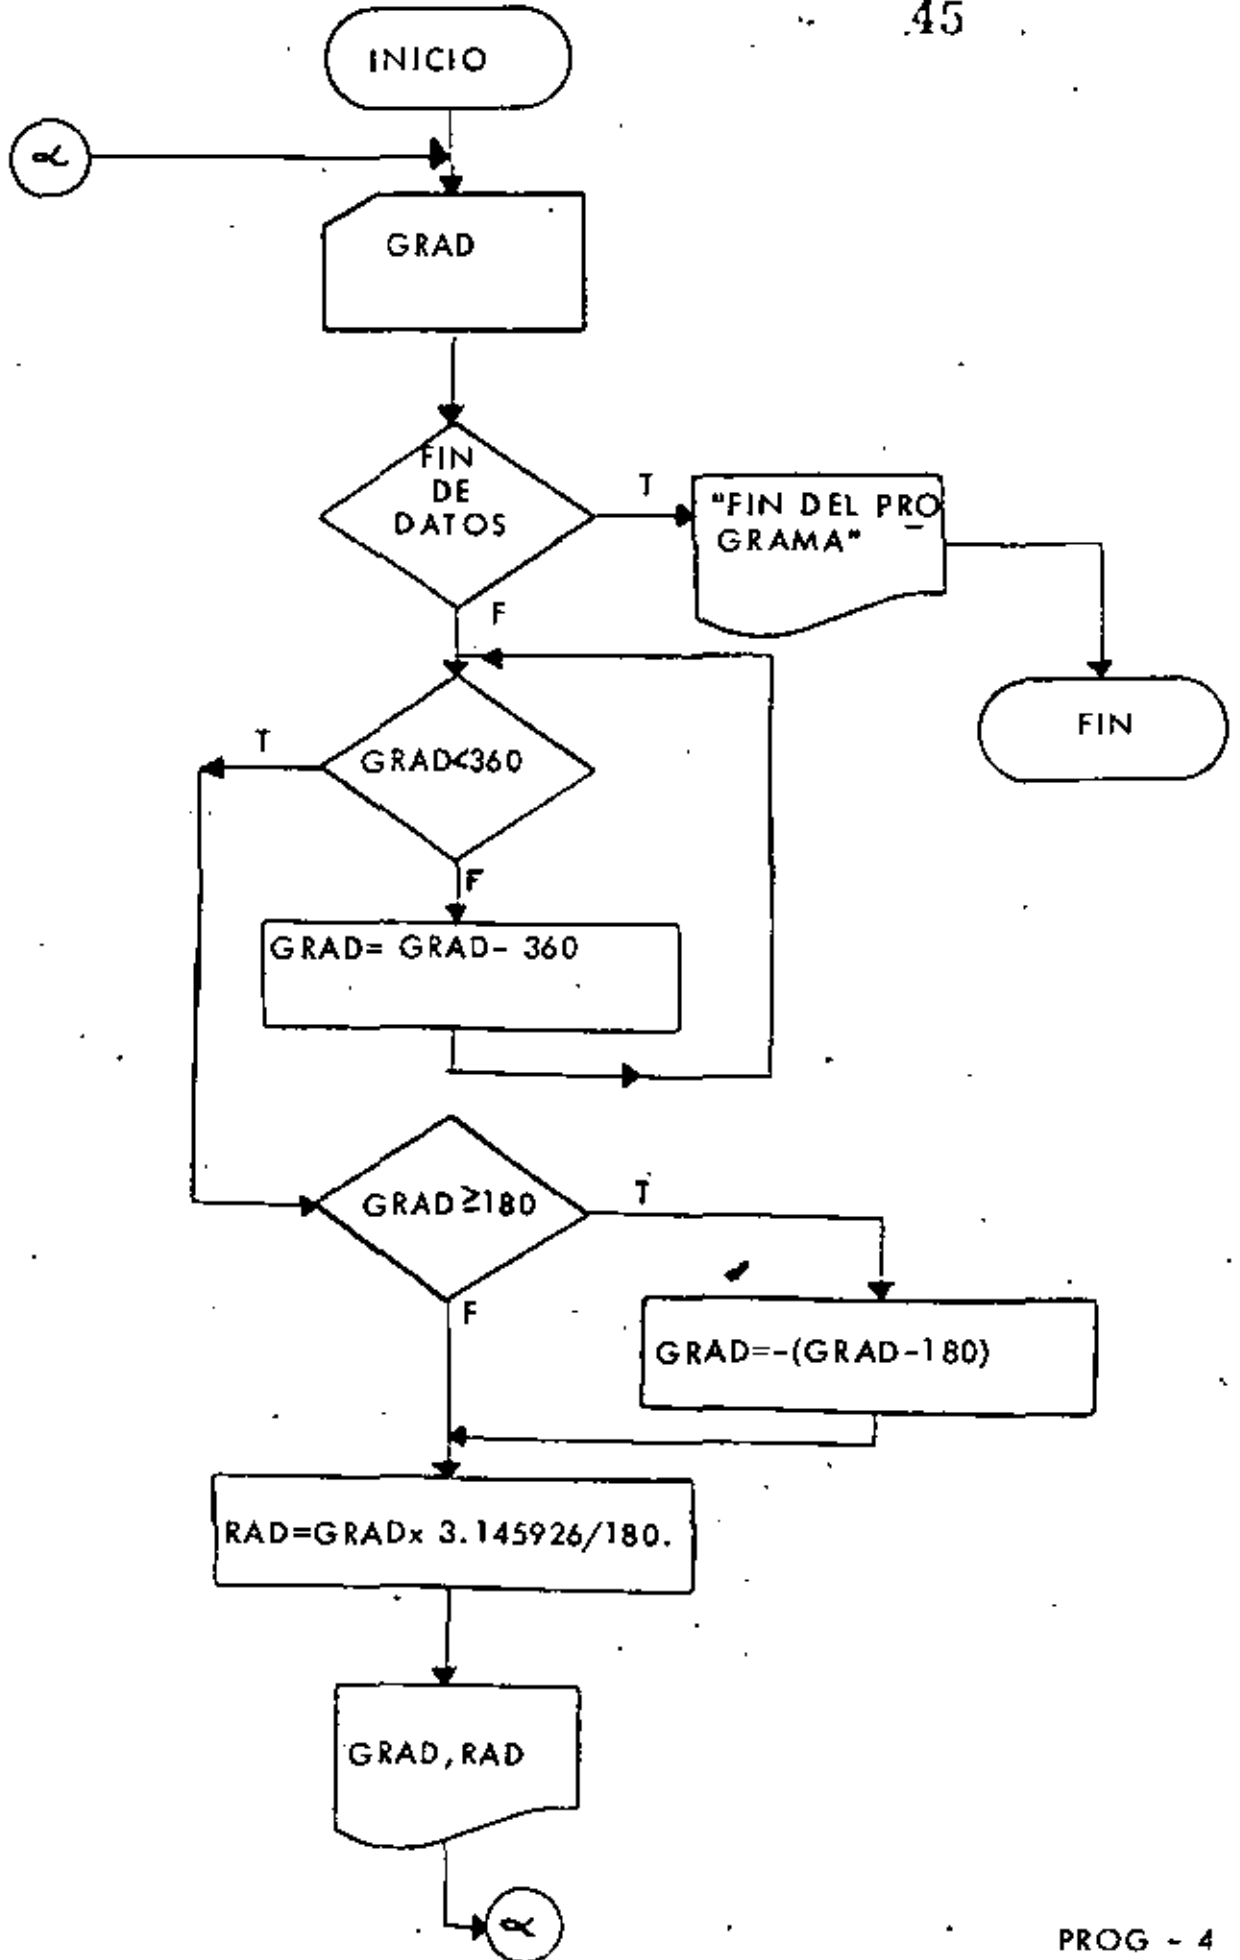 .45
INICIO
α
GRAD
FIN
DE
DATOS
T
"FIN DEL PRO
GRAMA"
F
FIN
T
GRAD<360
F
GRAD= GRAD- 360
GRAD≥180
T
F
GRAD=-(GRAD-180)
RAD=GRADx 3.145926/180.
GRAD,RAD
α
PROG - 4